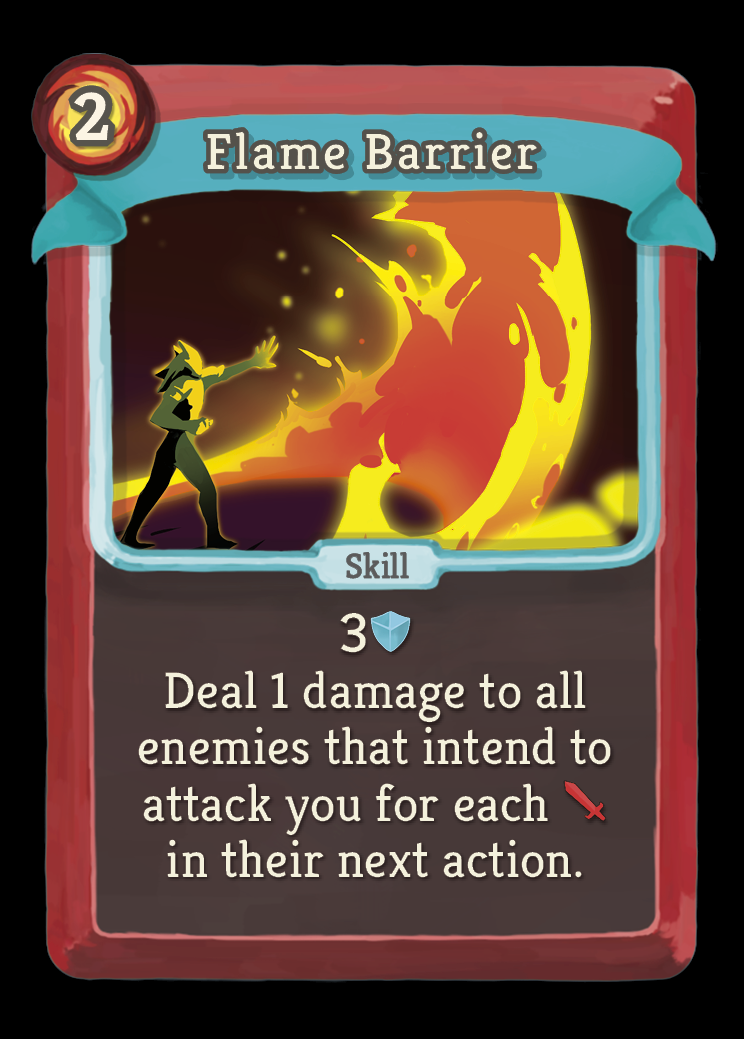 2
Flame Barrier
Skill
3
Deal 1 damage to all
enemies that intend to
attack you for each
in their next action.